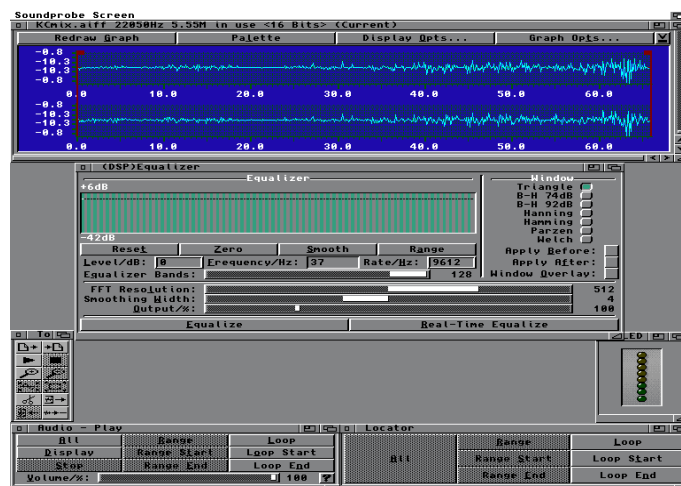 Soundprobe Screen
KCmix.aiff 22050Hz 5.55M in use <16 Bits> (Current)
Redraw Graph Palette Display Opts... Graph Opts...
-0.8
-10.3
-10.3
-0.8
0.0 10.0 20.0 30.0 40.0 50.0 60.0
-0.8
-10.3
-10.3
-0.8
0.0 10.0 20.0 30.0 40.0 50.0 60.0
(DSP)Equalizer
Equalizer
+6dB
-42dB
Reset Zero Smooth Range
Level/dB: 0 Frequency/Hz: 37 Rate/Hz: 9612
Equalizer Bands: 128
Window
Triangle
B-H 74dB
B-H 92dB
Hanning
Hamming
Parzen
Welch
Apply Before:
Apply After:
Window Overlay:
FFT Resolution: 512
Smoothing Width: 4
Output/%: 100
Equalize Real-Time Equalize
To
LED
Audio - Play
All Range Loop
Display Range Start Loop Start
Stop Range End Loop End
Volume/%: 100 ?
Locator
All
Range Loop
Range Start Loop Start
Range End Loop End